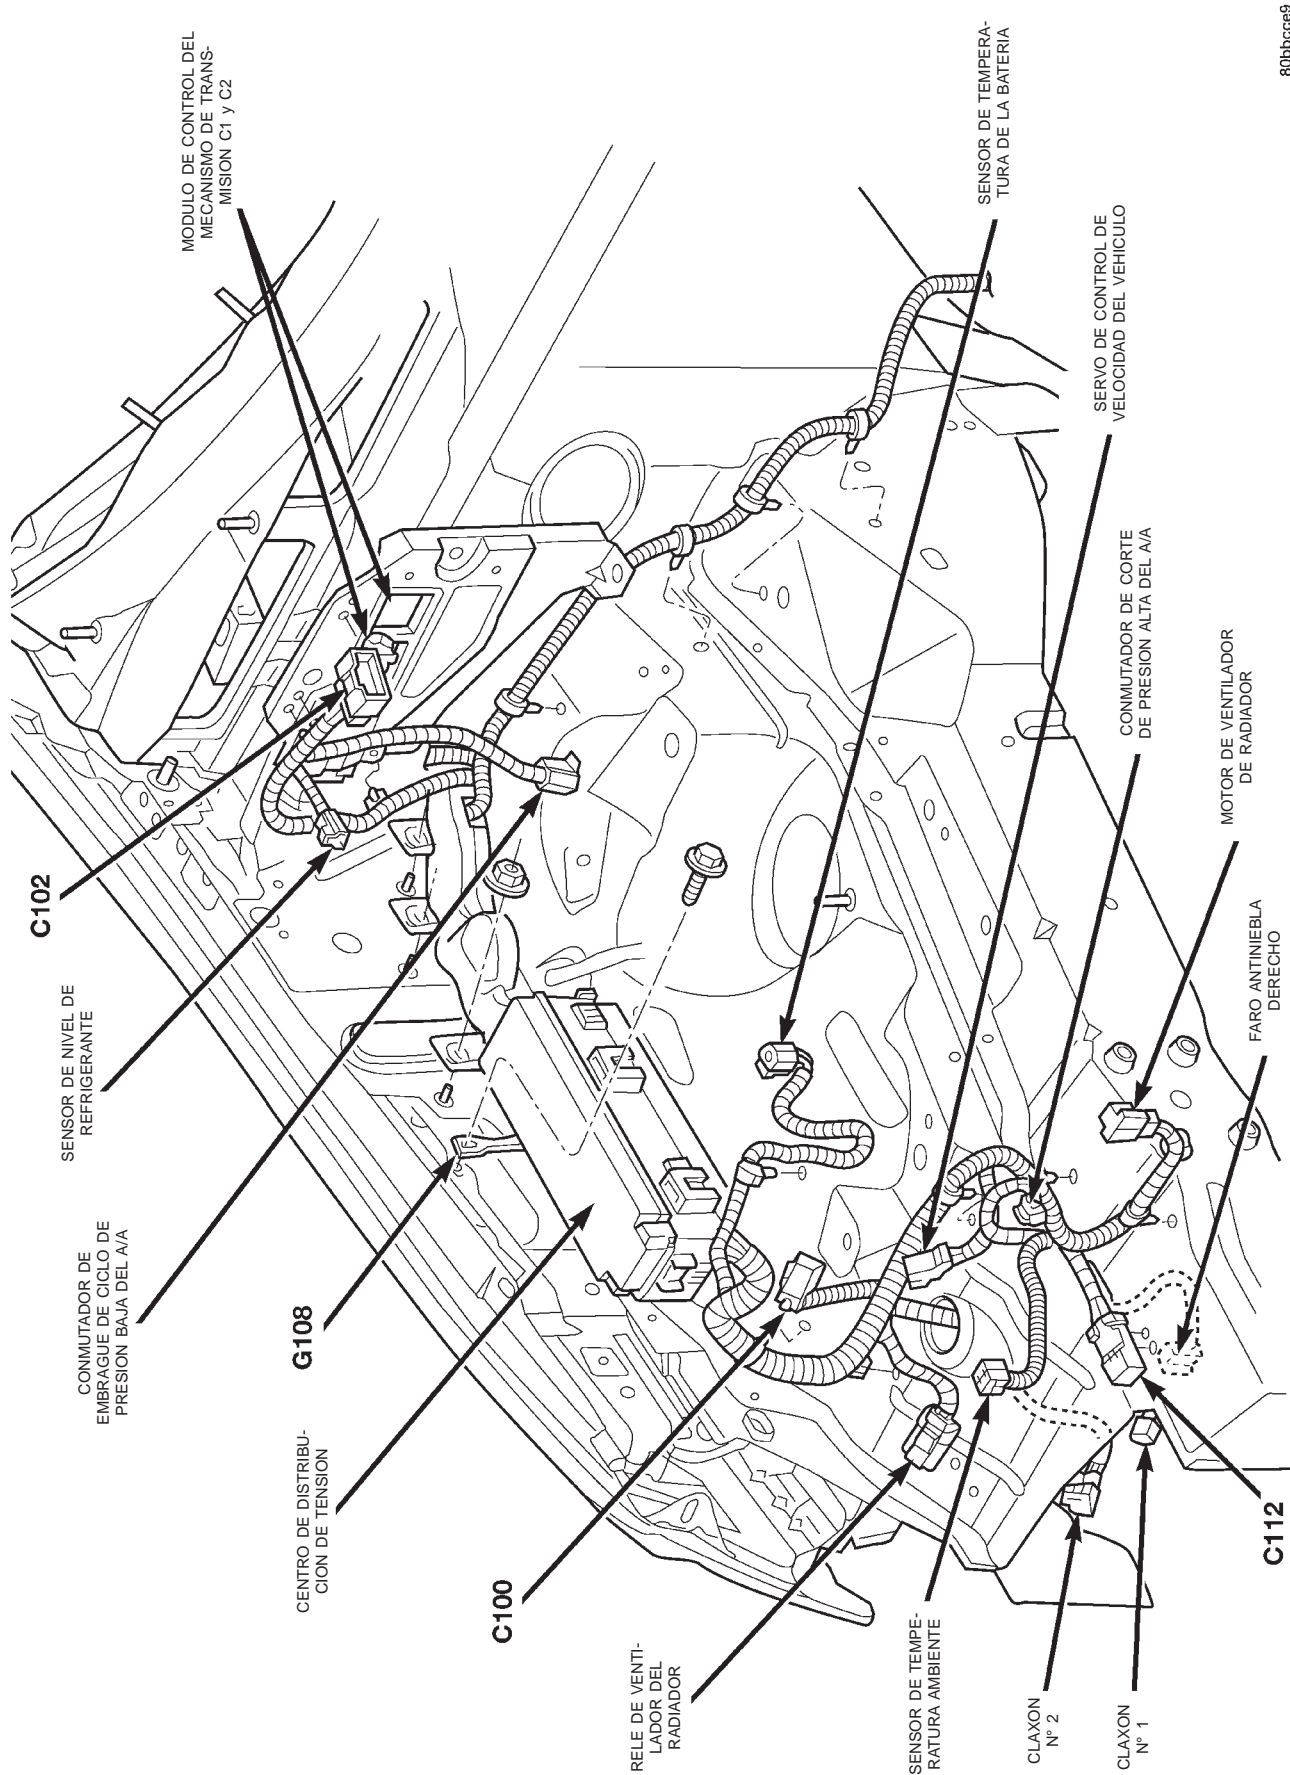 RELE DE VENTI-
LADOR DEL
RADIADOR
SENSOR DE TEMPE-
RATURA AMBIENTE
CLAXON
N° 2
CLAXON
N° 1
C100
C112
CENTRO DE DISTRIBU-
CION DE TENSION
G108
CONMUTADOR DE
EMBRAGUE DE CICLO DE
PRESION BAJA DEL A/A
FARO ANTINIEBLA
DERECHO
SENSOR DE NIVEL DE
REFRIGERANTE
C102
MOTOR DE VENTILADOR
DE RADIADOR
CONMUTADOR DE CORTE
DE PRESION ALTA DEL A/A
SERVO DE CONTROL DE
VELOCIDAD DEL VEHICULO
MODULO DE CONTROL DEL
MECANISMO DE TRANS-
MISION C1 y C2
SENSOR DE TEMPERA-
TURA DE LA BATERIA
80bbcce9